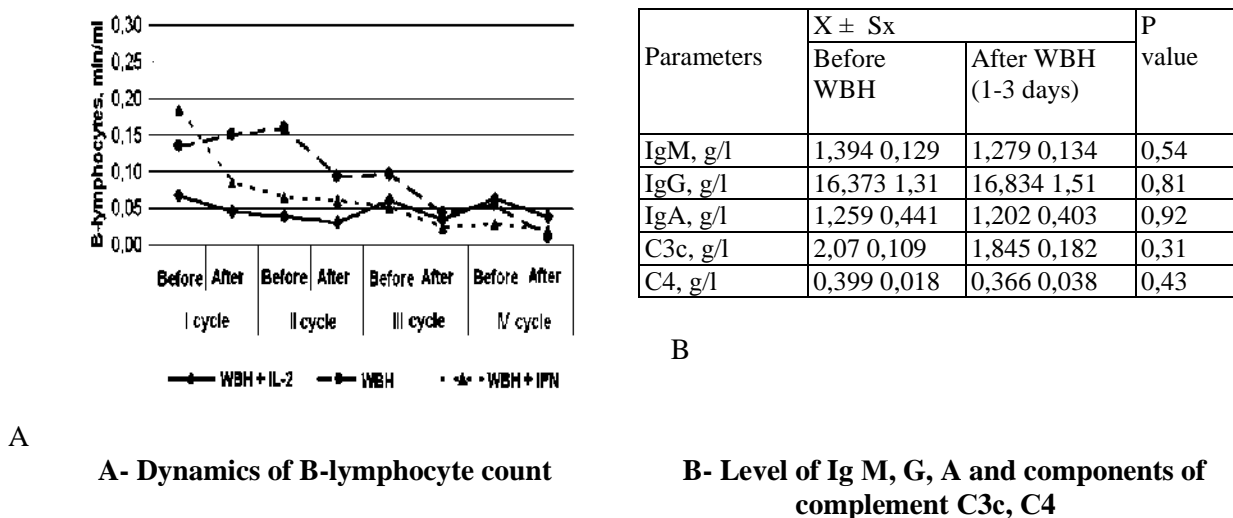 B-lymphocytes, mln/ml
0,30
0,25
0,20
0,15
0,10
0,05
0,00
Before After Before After Before After Before After
I cycle II cycle III cycle IV cycle
WBH + IL-2 WBH WBH + IFN
A
A- Dynamics of B-lymphocyte count
Parameters X ± Sx P value
Before WBH After WBH (1-3 days)
IgM, g/l 1,394 0,129 1,279 0,134 0,54
IgG, g/l 16,373 1,31 16,834 1,51 0,81
IgA, g/l 1,259 0,441 1,202 0,403 0,92
C3c, g/l 2,07 0,109 1,845 0,182 0,31
C4, g/l 0,399 0,018 0,366 0,038 0,43
B
B- Level of Ig M, G, A and components of
complement C3c, C4